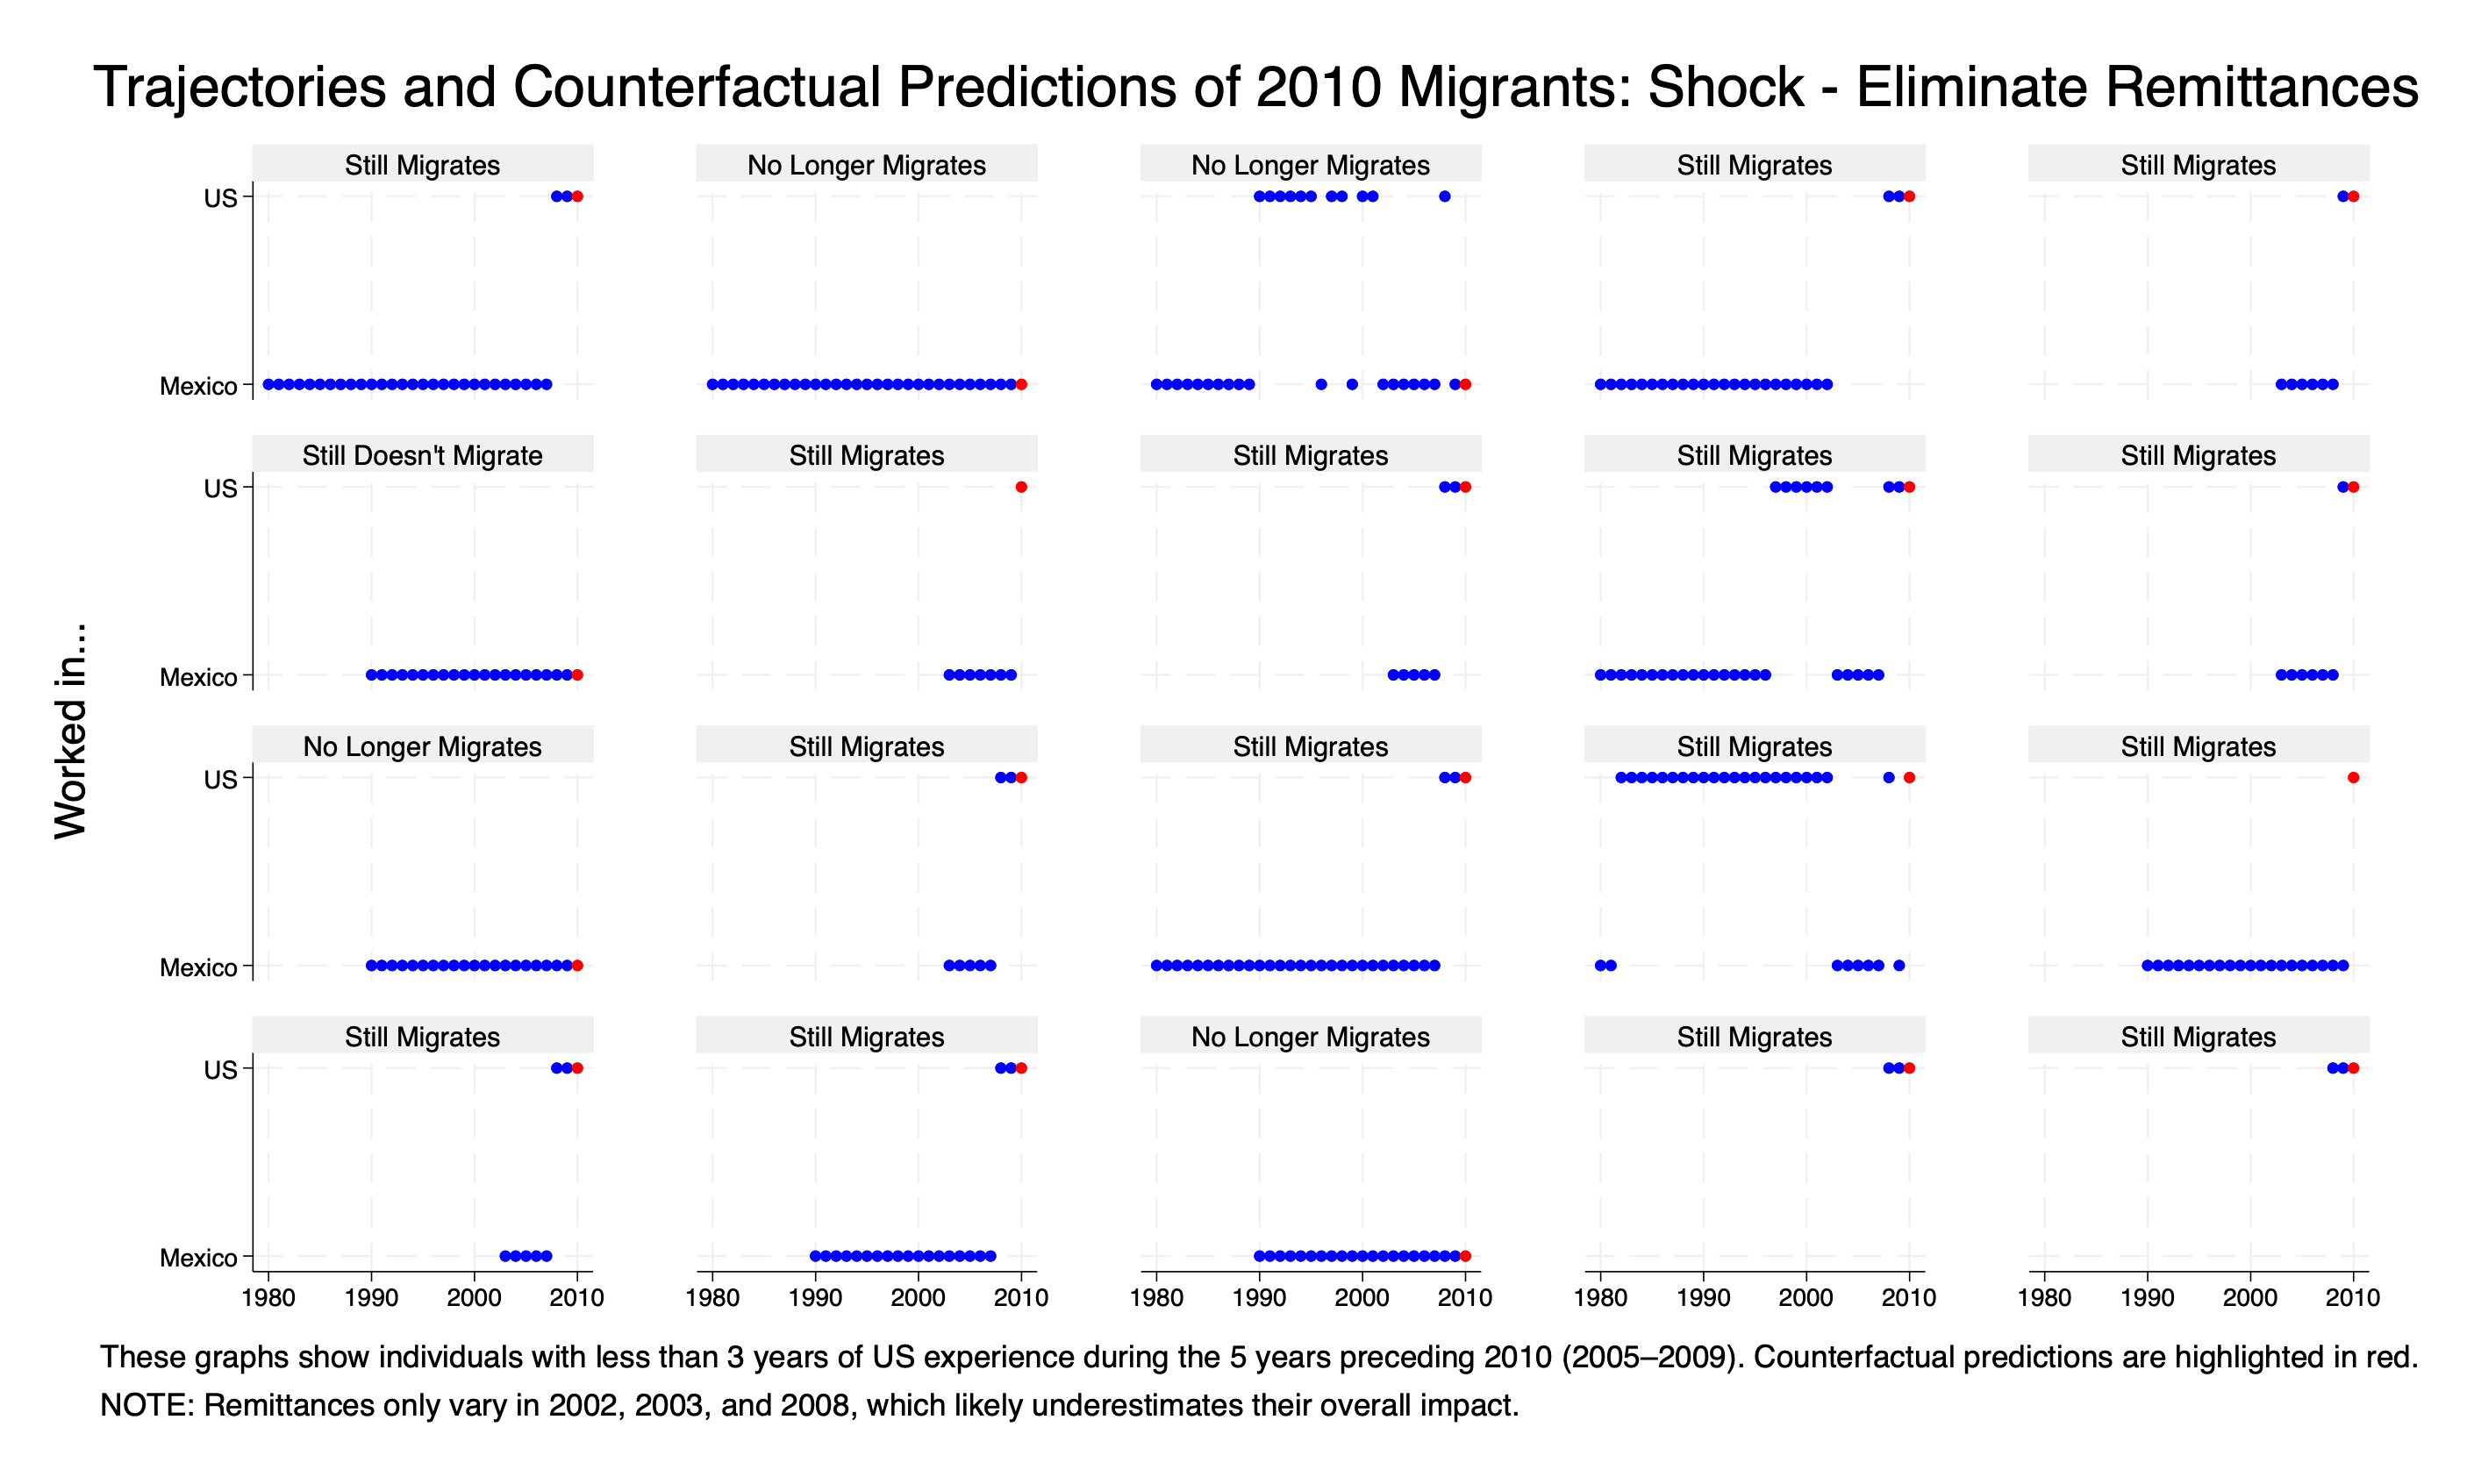 Trajectories and Counterfactual Predictions of 2010 Migrants: Shock - Eliminate Remittances
Still Migrates No Longer Migrates No Longer Migrates Still Migrates Still Migrates
US
Mexico
Still Doesn't Migrate Still Migrates Still Migrates Still Migrates Still Migrates
US
Mexico
Worked in...
No Longer Migrates Still Migrates Still Migrates Still Migrates Still Migrates
US
Mexico
Still Migrates Still Migrates No Longer Migrates Still Migrates Still Migrates
US
Mexico
1980 1990 2000 2010 1980 1990 2000 2010 1980 1990 2000 2010 1980 1990 2000 2010 1980 1990 2000 2010
These graphs show individuals with less than 3 years of US experience during the 5 years preceding 2010 (2005–2009). Counterfactual predictions are highlighted in red.
NOTE: Remittances only vary in 2002, 2003, and 2008, which likely underestimates their overall impact.